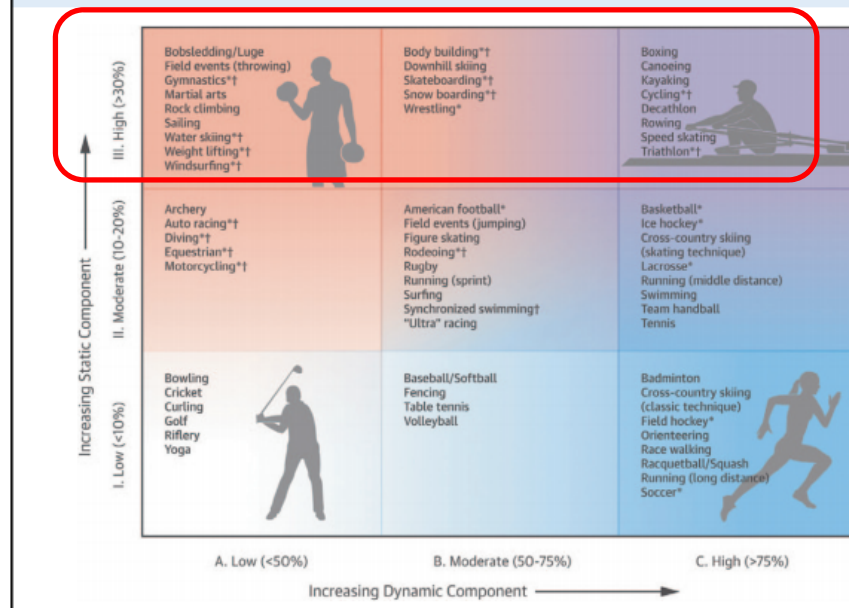 III. High (>30%)
Bobsledding/Luge
Field events (throwing)
Gymnastics*†
Martial arts
Rock climbing
Sailing
Water skiing*†
Weight lifting*†
Windsurfing*†
Body building*†
Downhill skiing
Skateboarding*†
Snow boarding*†
Wrestling*
Boxing
Canoeing
Kayaking
Cycling*†
Decathlon
Rowing
Speed skating
Triathlon*†
Increasing Static Component
II. Moderate (10-20%)
Archery
Auto racing*†
Diving*†
Equestrian*†
Motorcycling*†
American football*
Field events (jumping)
Figure skating
Rodeoing*†
Rugby
Running (sprint)
Surfing
Synchronized swimming†
"Ultra" racing
Basketball*
Ice hockey*
Cross-country skiing
(skating technique)
Lacrosse*
Running (middle distance)
Swimming
Team handball
Tennis
I. Low (<10%)
Bowling
Cricket
Curling
Golf
Riflery
Yoga
Baseball/Softball
Fencing
Table tennis
Volleyball
Badminton
Cross-country skiing
(classic technique)
Field hockey*
Orienteering
Race walking
Racquetball/Squash
Running (long distance)
Soccer*
A. Low (<50%)
B. Moderate (50-75%)
C. High (>75%)
Increasing Dynamic Component